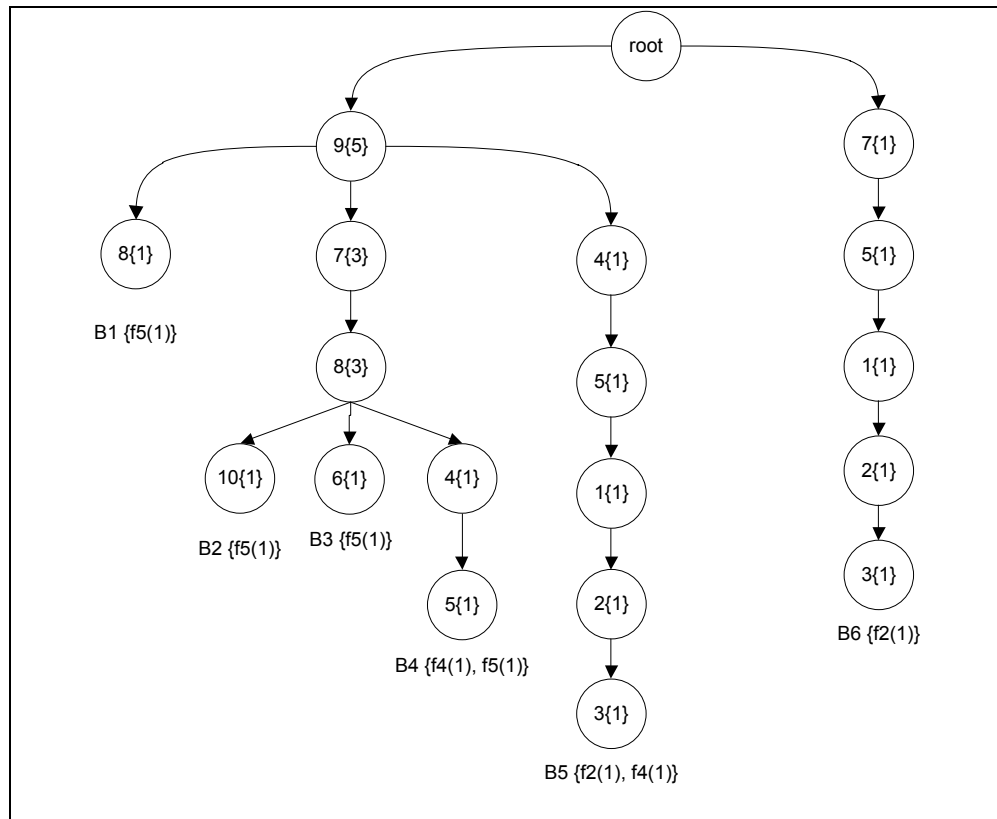 root
9{5}
7{1}
8{1}
7{3}
4{1}
5{1}
B1 {f5(1)}
8{3}
5{1}
1{1}
10{1}
6{1}
4{1}
1{1}
2{1}
B2 {f5(1)}
B3 {f5(1)}
5{1}
2{1}
3{1}
B4 {f4(1), f5(1)}
B6 {f2(1)}
3{1}
B5 {f2(1), f4(1)}